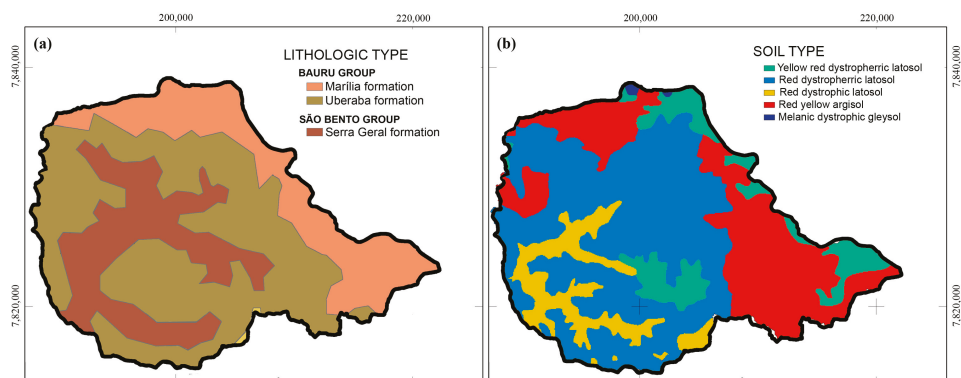 200,000
220,000
200,000
220,000
(a)
LITHOLOGIC TYPE
BAURU GROUP
Marília formation
Uberaba formation
SÃO BENTO GROUP
Serra Geral formation
7,840,000
7,820,000
(b)
SOIL TYPE
Yellow red dystropherric latosol
Red dystropherric latosol
Red dystrophic latosol
Red yellow argisol
Melanic dystrophic gleysol
7,840,000
7,820,000